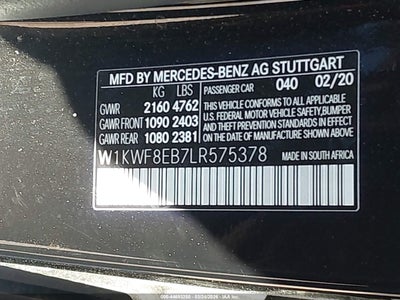 MFD BY MERCEDES-BENZ AG STUTTGART
KG LBS PASSENGER CAR 040 02/20
GVWR 2160 4762
GAWR FRONT 1090 2403
GAWR REAR 1080 2381
THIS VEHICLE CONFORMS TO ALL APPLICABLE
U.S. FEDERAL MOTOR VEHICLE SAFETY, BUMPER
AND THEFT PREVENTION STANDARDS IN EFFECT
ON THE DATE OF MANUFACTURE SHOWN ABOVE
W1KWF8EB7LR575378 SOUTH AFRICA